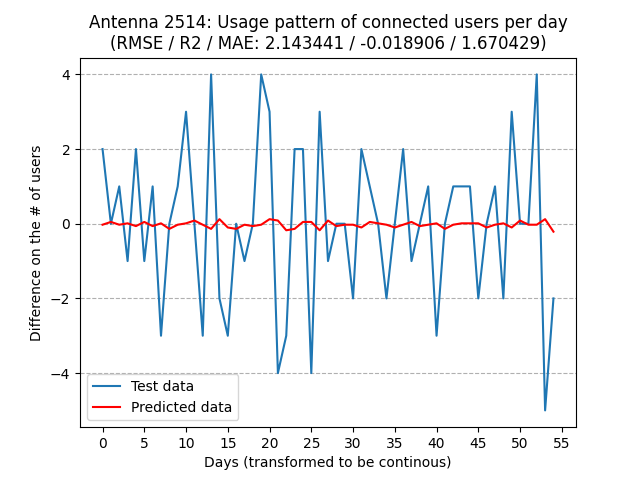 Antenna 2514: Usage pattern of connected users per day
(RMSE / R2 / MAE: 2.143441 / -0.018906 / 1.670429)
Difference on the # of users
4
2
0
−2
−4
Test data
Predicted data
0 5 10 15 20 25 30 35 40 45 50 55
Days (transformed to be continous)